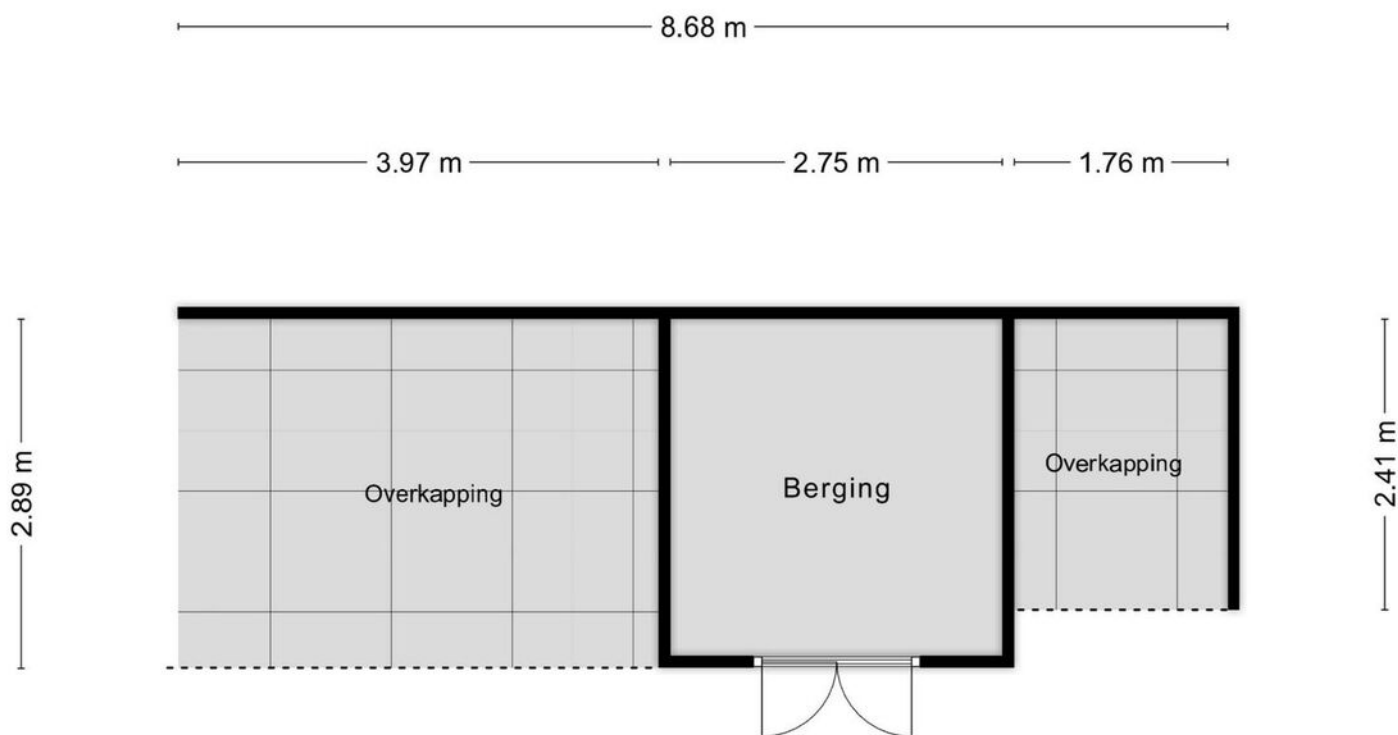 8.68 m
3.97 m
2.75 m
1.76 m
2.89 m
Overkapping
Berging
Overkapping
2.41 m